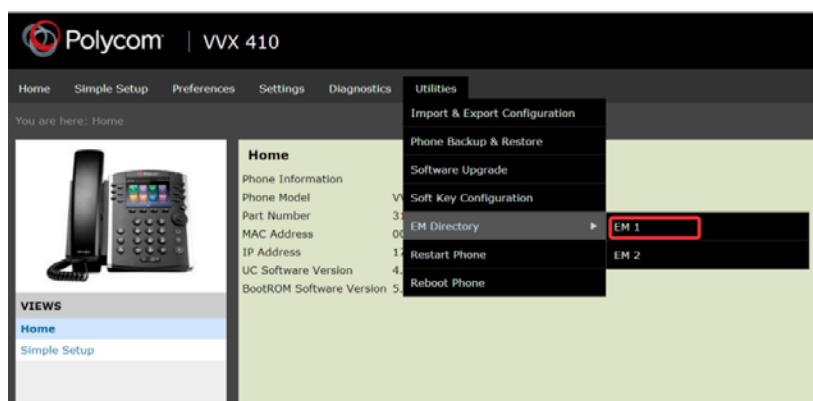 Polycom | VVX 410
Home Simple Setup Preferences Settings Diagnostics Utilities
You are here: Home
Import & Export Configuration
Phone Backup & Restore
Software Upgrade
Soft Key Configuration
EM Directory
Restart Phone
Reboot Phone
EM 1
EM 2
Home
Phone Information
Phone Model
Part Number
MAC Address
IP Address
UC Software Version 4.
BootROM Software Version 5.
VIEWS
Home
Simple Setup